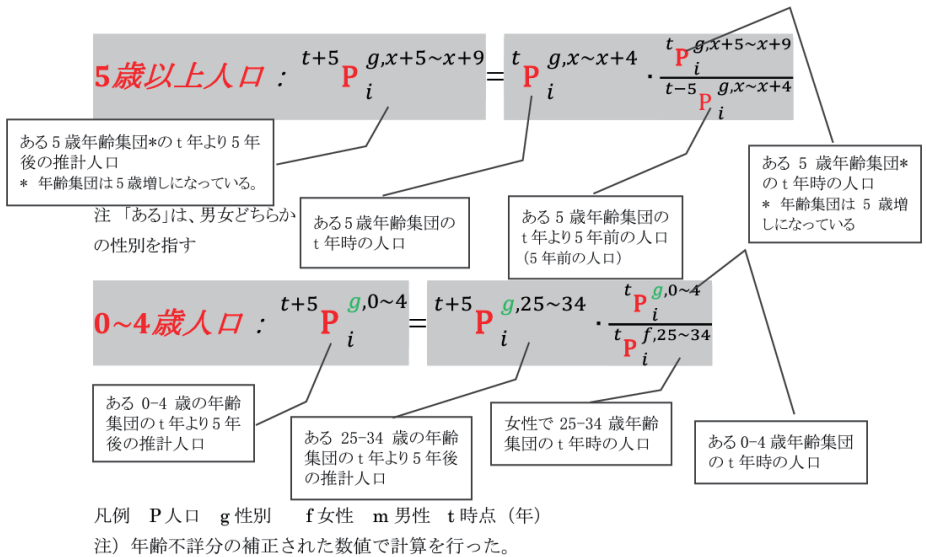 5歳以上人口： t+5 P i g,x+5~x+9 = t P i g,x~x+4 · t P i g,x+5~x+9 / t−5 P i g,x~x+4
ある5歳年齢集団*のt年より5年
後の推計人口
* 年齢集団は5歳増しになっている。
注 「ある」は、男女どちらか
の性別を指す
ある5歳年齢集団の
t年時の人口
ある5歳年齢集団の
t年より5年前の人口
（5年前の人口）
ある 5 歳年齢集団*
のt年時の人口
* 年齢集団は 5 歳増
しになっている
0~4歳人口： t+5 P i g,0~4 = t+5 P i g,25~34 · t P i g,0~4 / t P i f,25~34
ある 0-4 歳の年齢
集団のt年より5年
後の推計人口
ある 25-34 歳の年齢
集団のt年より5年後
の推計人口
女性で 25-34 歳年齢
集団のt年時の人口
ある0-4歳年齢集団
のt年時の人口
凡例 P人口 g性別 f女性 m男性 t時点（年）
注）年齢不詳分の補正された数値で計算を行った。